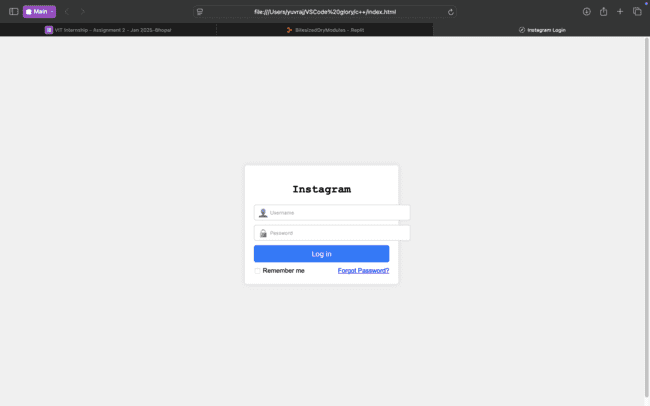 Main
file:///Users/yuvraj/VSCode%20glory/c++/index.html
VIT Internship - Assignment 2 - Jan 2025-Bhopal
BitesizedDryModules - Replit
Instagram Login
Instagram
Username
Password
Log in
Remember me
Forgot Password?